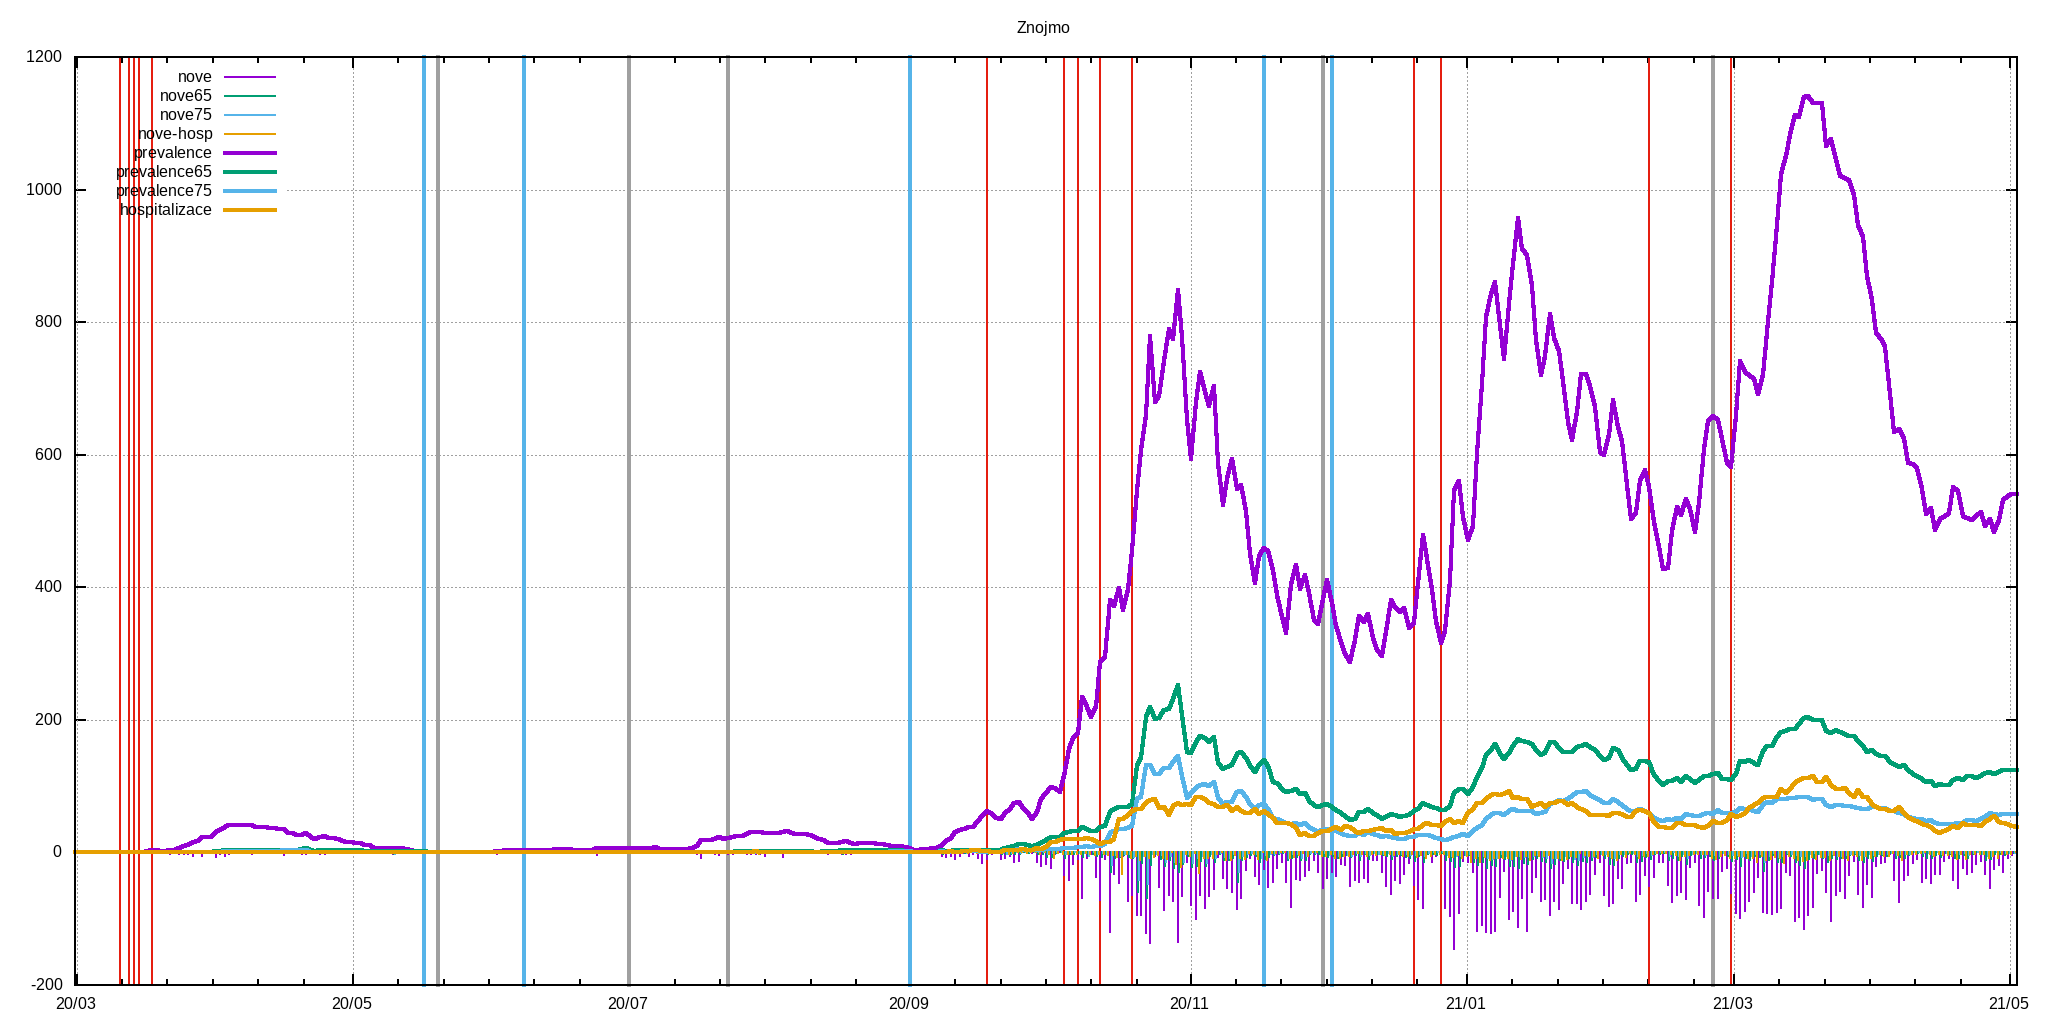 Znojmo
1200
1000
800
600
400
200
0
-200
nove
nove65
nove75
nove-hosp
prevalence
prevalence65
prevalence75
hospitalizace
20/03 20/05 20/07 20/09 20/11 21/01 21/03 21/05